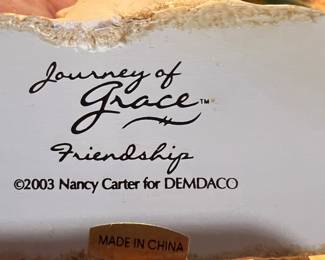 Journey of
Grace™
Friendship
©2003 Nancy Carter for DEMDACO
MADE IN CHINA